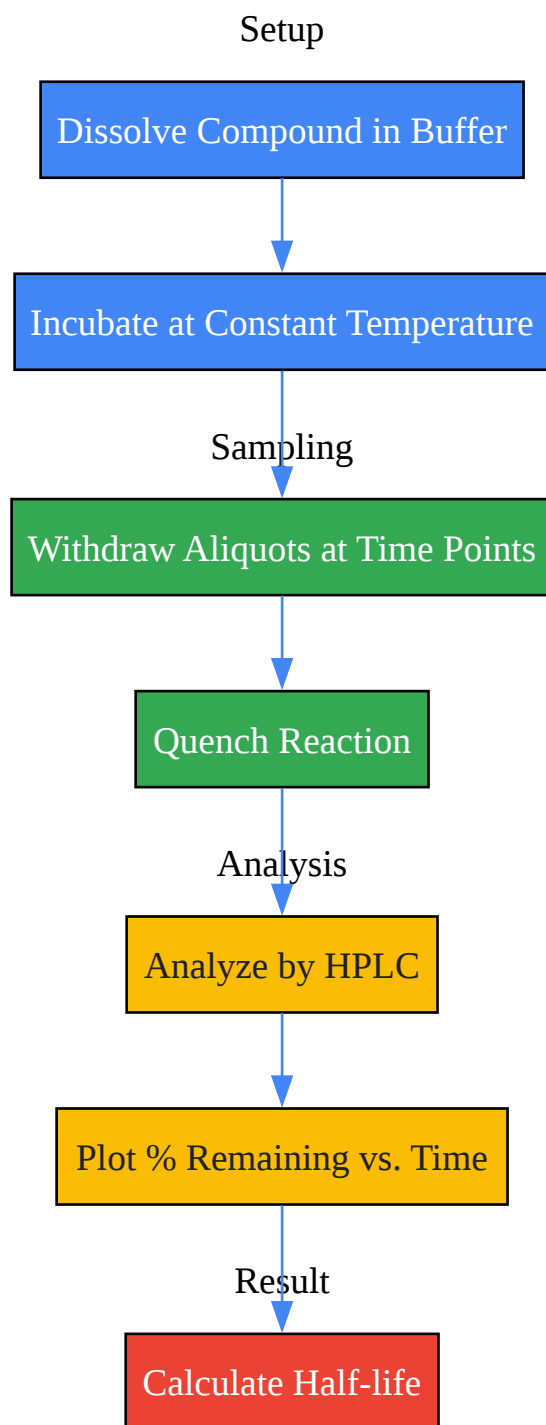 Setup
Dissolve Compound in Buffer
Incubate at Constant Temperature
Sampling
Withdraw Aliquots at Time Points
Quench Reaction
Analysis
Analyze by HPLC
Plot % Remaining vs. Time
Result
Calculate Half-life